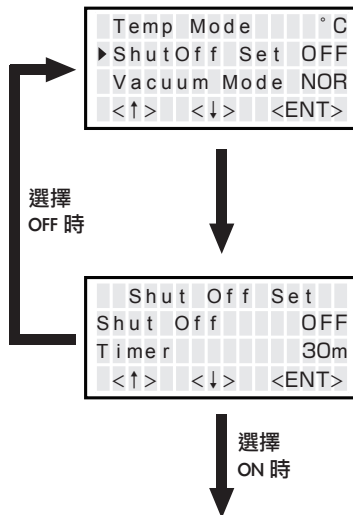 Temp Mode °C
▶ShutOff Set OFF
Vacuum Mode NOR
<↑> <↓> <ENT>
選擇
OFF 時
Shut Off Set
Shut Off OFF
Timer 30m
<↑> <↓> <ENT>
選擇
ON 時